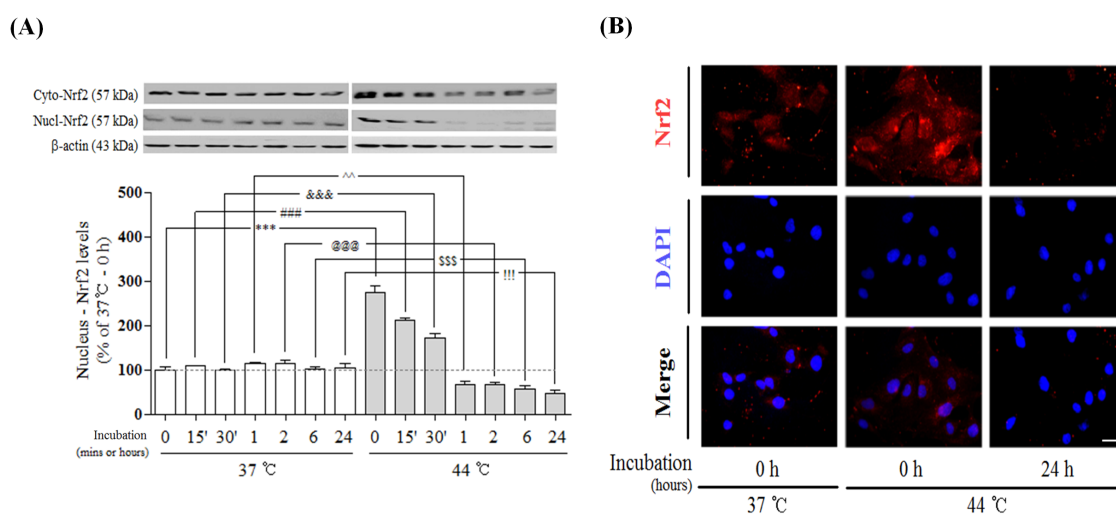 (A)
Cyto-Nrf2 (57 kDa)
Nucl-Nrf2 (57 kDa)
β-actin (43 kDa)
Nucleus - Nrf2 levels
(% of 37℃ - 0 h)
500
400
300
200
100
0
^^
&&&
###
***
@@@
$$$
!!!
Incubation 0 15' 30' 1 2 6 24 0 15' 30' 1 2 6 24
(mins or hours)
37 ℃ 44 ℃
(B)
Nrf2
DAPI
Merge
Incubation 0 h 0 h 24 h
(hours)
37 ℃ 44 ℃